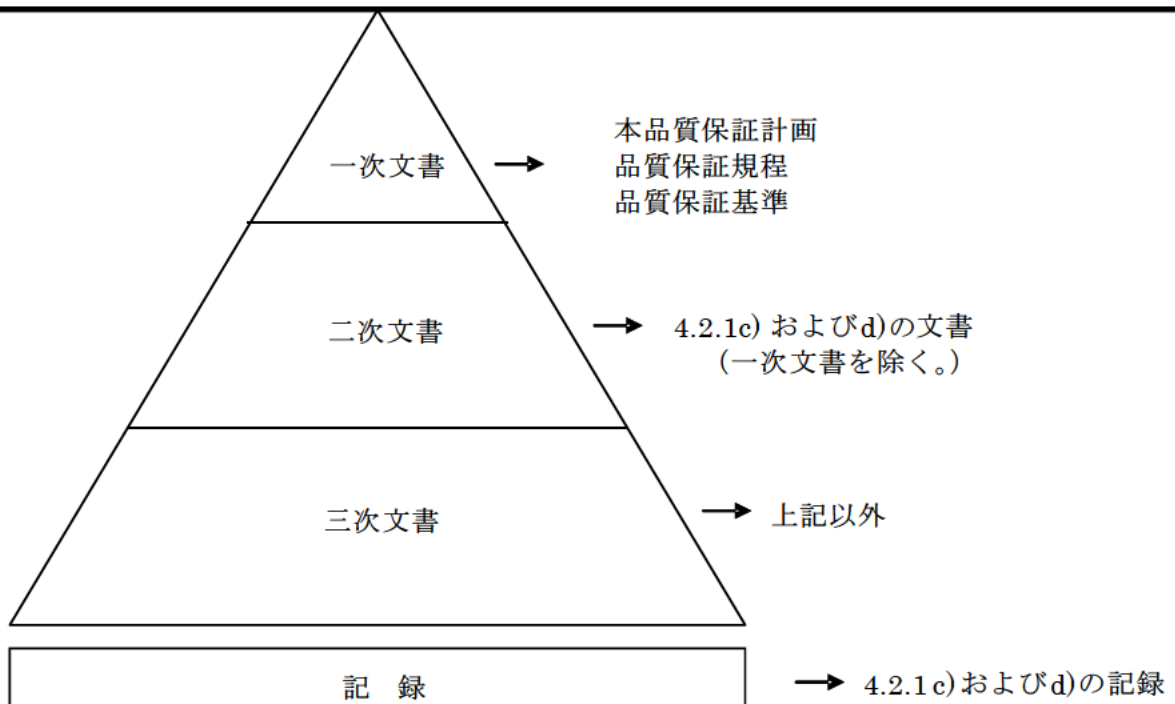 本品質保証計画
一次文書
品質保証規程
品質保証基準
二次文書
4.2.1c) およびd)の文書
（一次文書を除く。）
三次文書
上記以外
記 録
4.2.1c)およびd)の記録